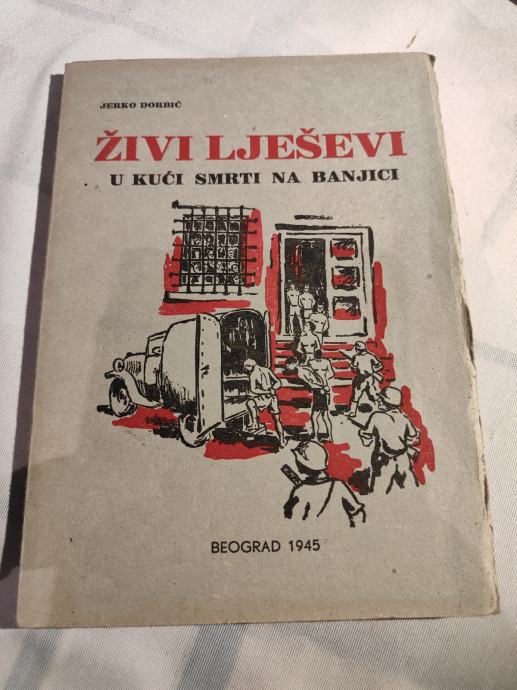 JERKO DORBIĆ
ŽIVI LJEŠEVI
U KUĆI SMRTI NA BANJICI
BEOGRAD 1945